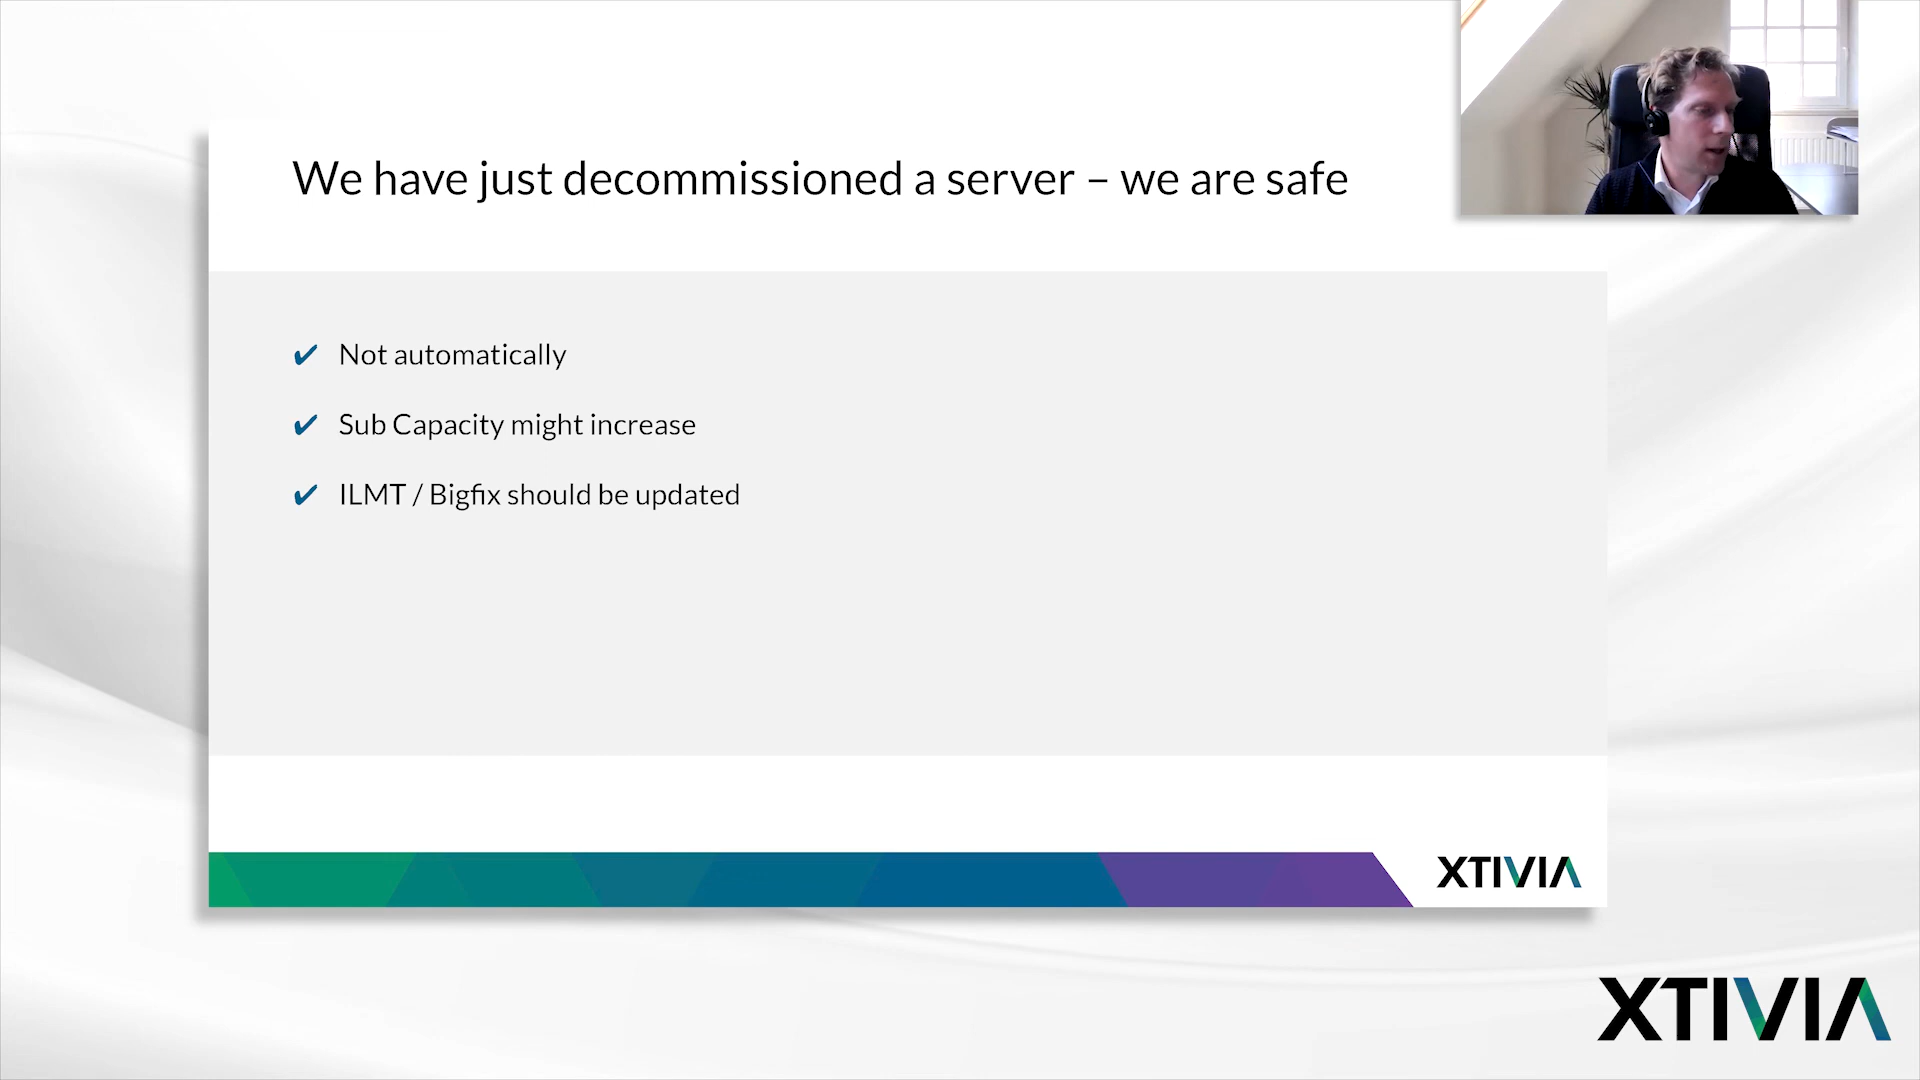 We have just decommissioned a server – we are safe
✔ Not automatically
✔ Sub Capacity might increase
✔ ILMT / Bigfix should be updated
XTIVIA
XTIVIA